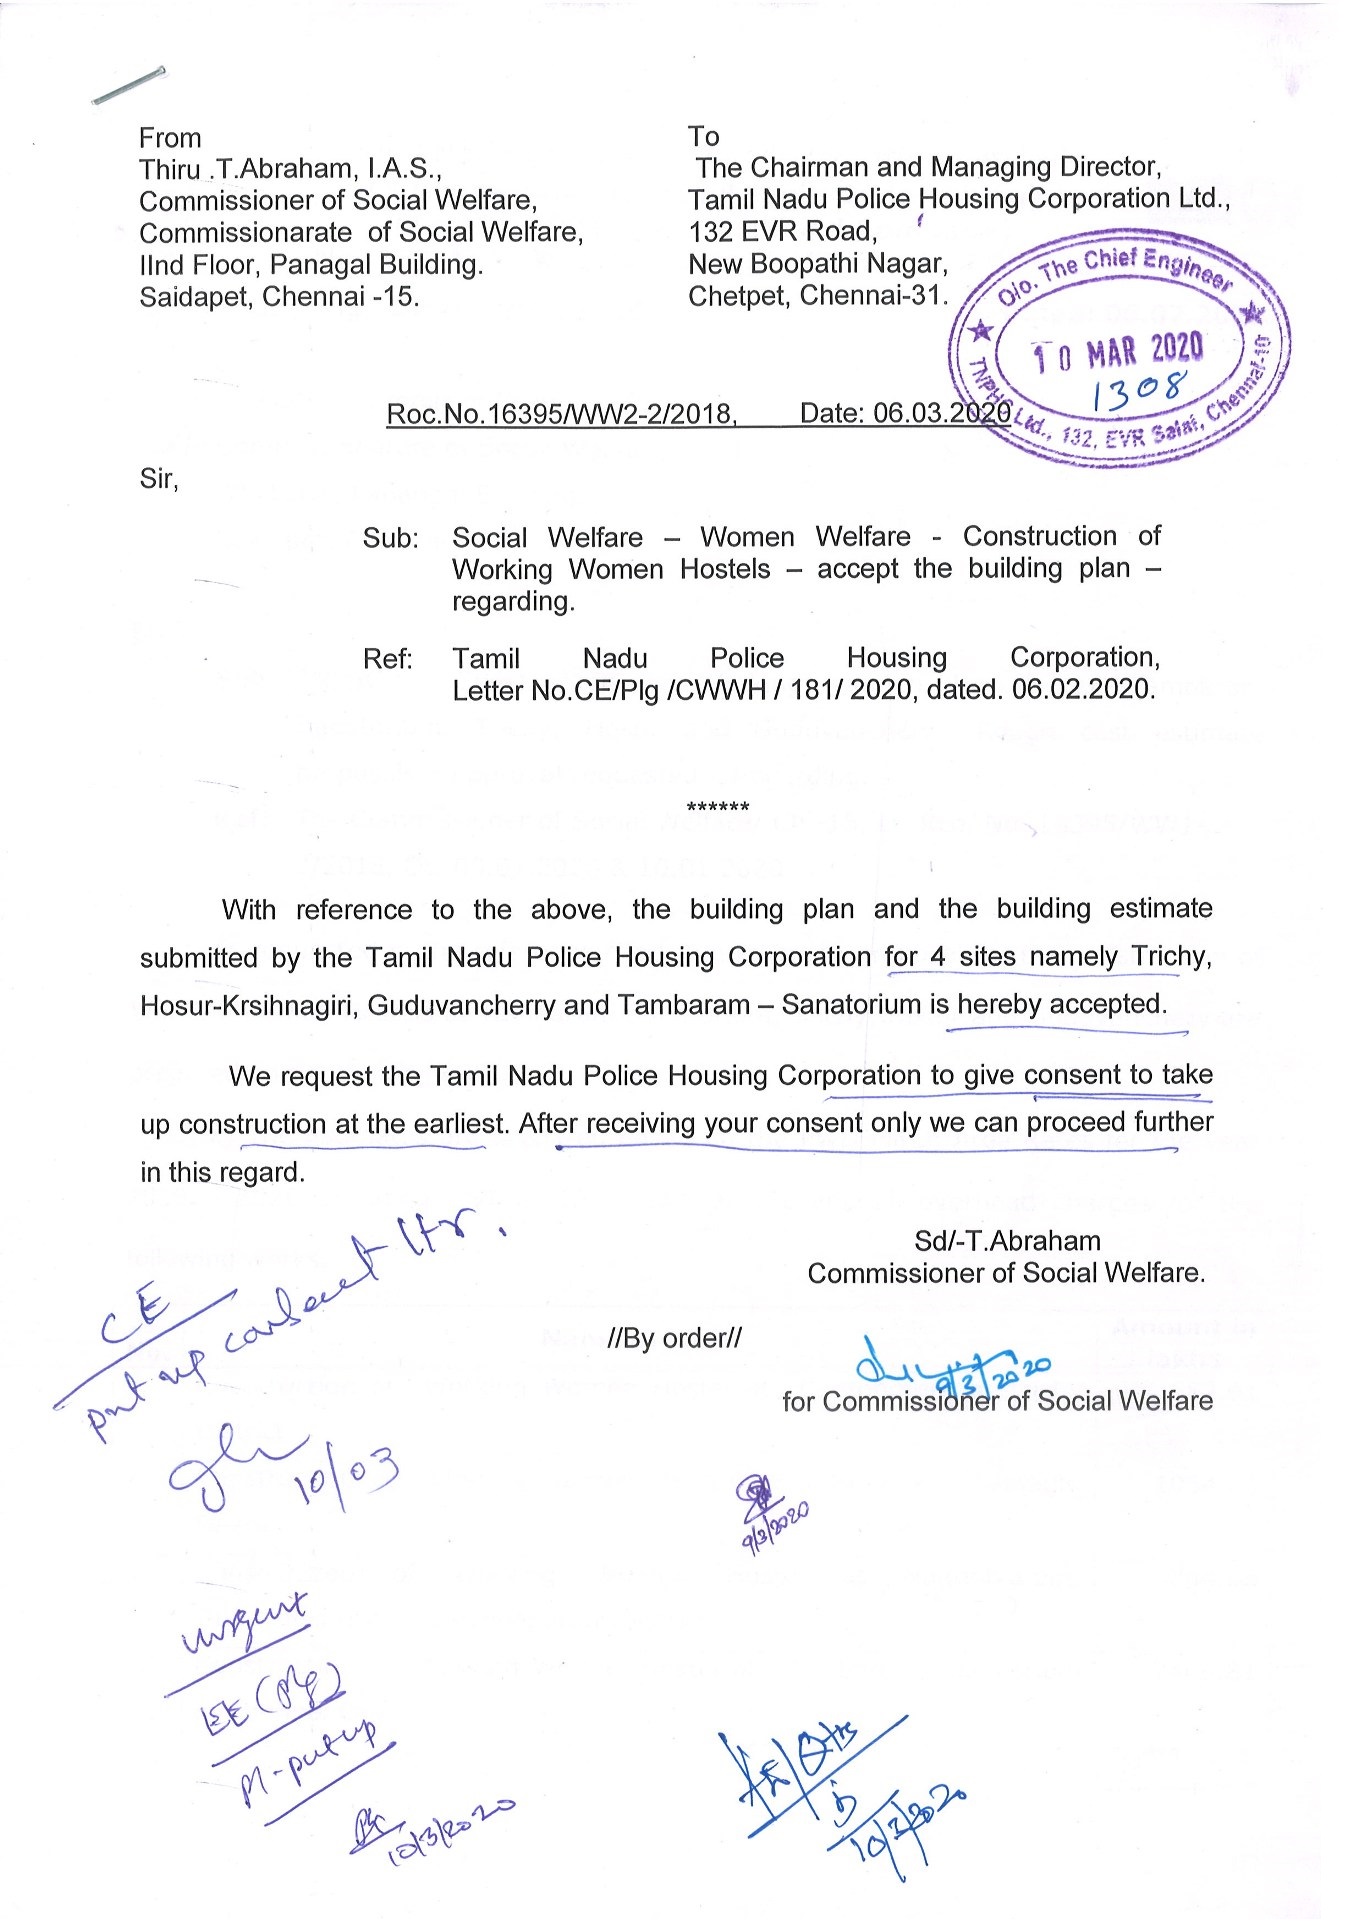 From
Thiru .T.Abraham, I.A.S.,
Commissioner of Social Welfare,
Commissionarate of Social Welfare,
IInd Floor, Panagal Building.
Saidapet, Chennai -15.
To
The Chairman and Managing Director,
Tamil Nadu Police Housing Corporation Ltd.,
132 EVR Road,
New Boopathi Nagar,
Chetpet, Chennai-31.
O/o. The Chief Engineer
10 MAR 2020
1308
TNPHC Ltd., 132, EVR Salai, Chennai-10
Roc.No.16395/WW2-2/2018, Date: 06.03.2020
Sir,
Sub: Social Welfare – Women Welfare - Construction of
Working Women Hostels – accept the building plan –
regarding.
Ref: Tamil Nadu Police Housing Corporation,
Letter No.CE/Plg /CWWH / 181/ 2020, dated. 06.02.2020.
******
With reference to the above, the building plan and the building estimate
submitted by the Tamil Nadu Police Housing Corporation for 4 sites namely Trichy,
Hosur-Krsihnagiri, Guduvancherry and Tambaram – Sanatorium is hereby accepted.
We request the Tamil Nadu Police Housing Corporation to give consent to take
up construction at the earliest. After receiving your consent only we can proceed further
in this regard.
Sd/-T.Abraham
Commissioner of Social Welfare.
//By order//
9/3/2020
for Commissioner of Social Welfare
CE
put up consent ltr.
10/03
9/3/2020
urgent
EE (Plg)
Pl-put up
10/3/2020
10/3/2020